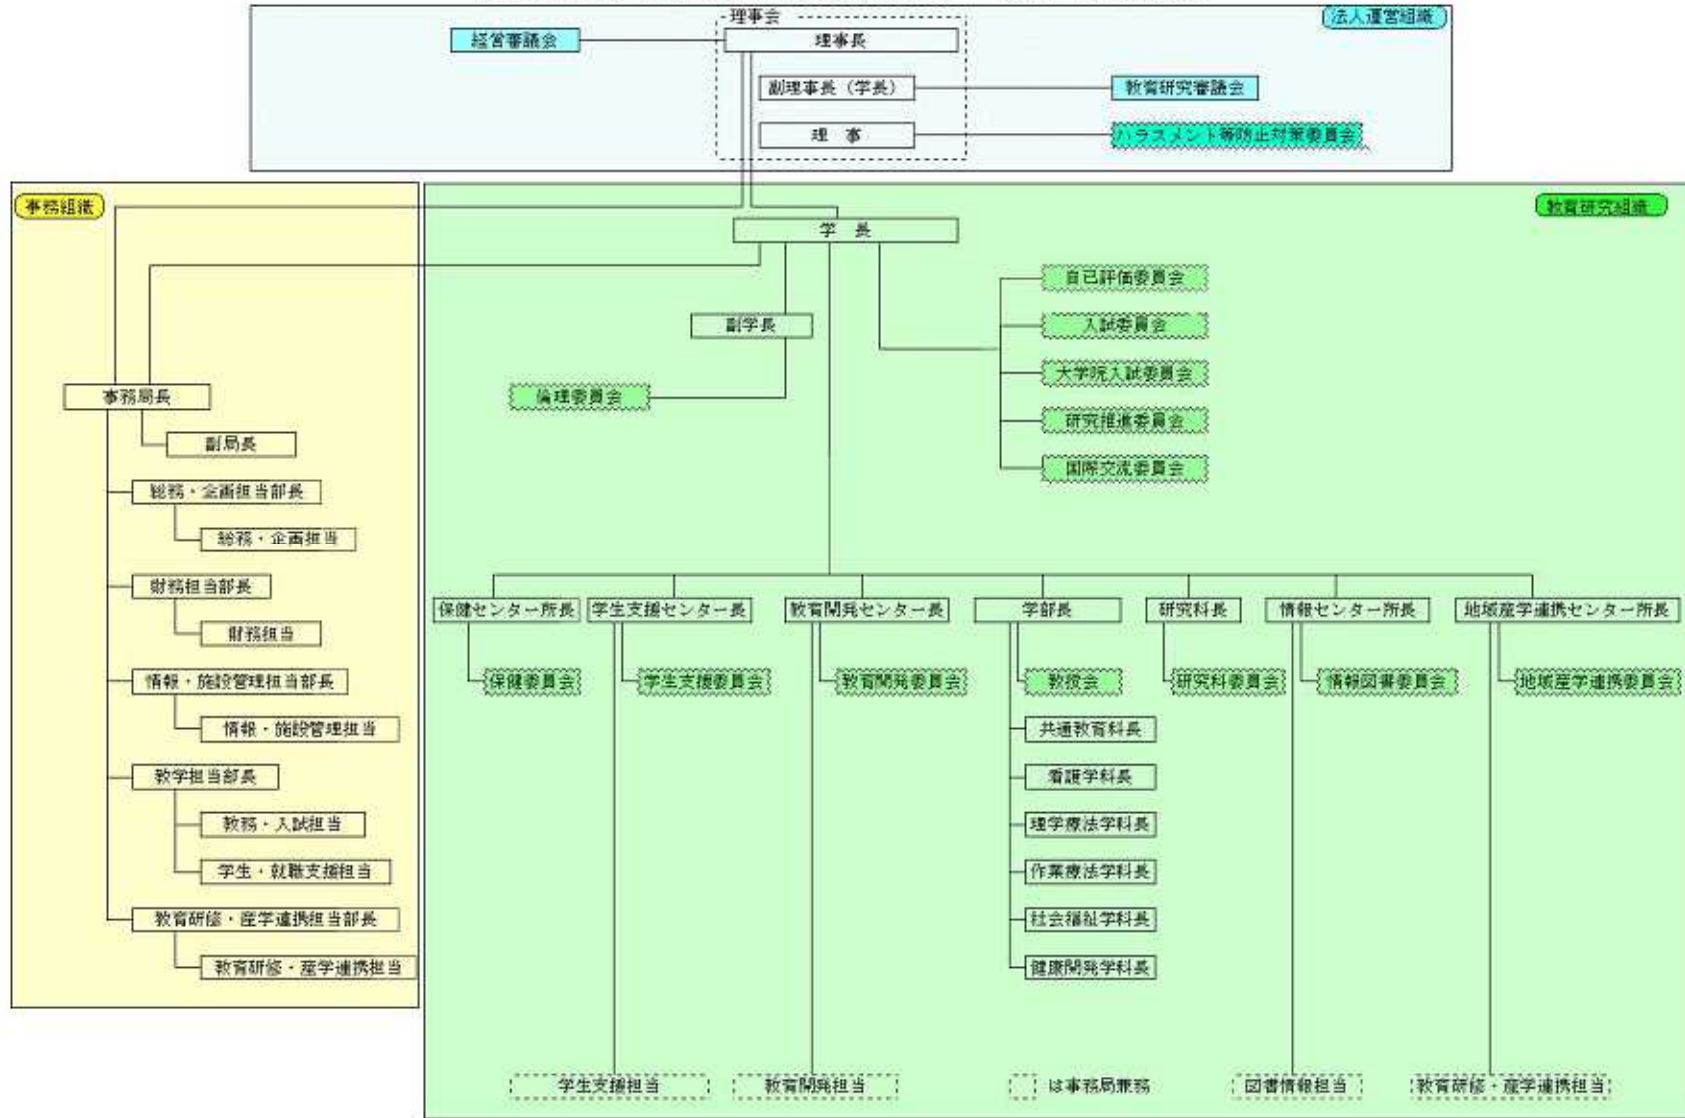 理事会
法人運営組織
経営審議会
理事長
副理事長（学長）
教育研究審議会
理　事
ハラスメント等防止対策委員会
事務組織
教育研究組織
学　長
自己評価委員会
副学長
入試委員会
大学院入試委員会
事務局長
倫理委員会
研究推進委員会
副局長
国際交流委員会
総務・企画担当部長
総務・企画担当
財務担当部長
財務担当
情報・施設管理担当部長
情報・施設管理担当
教学担当部長
教務・入試担当
学生・就職支援担当
教育研修・産学連携担当部長
教育研修・産学連携担当
保健センター所長
学生支援センター長
教育開発センター長
学部長
研究科長
情報センター所長
地域産学連携センター所長
保健委員会
学生支援委員会
教育開発委員会
教授会
研究科委員会
情報図書委員会
地域産学連携委員会
共通教育科長
看護学科長
理学療法学科長
作業療法学科長
社会福祉学科長
健康開発学科長
学生支援担当
教育開発担当
は事務局兼務
図書情報担当
教育研修・産学連携担当